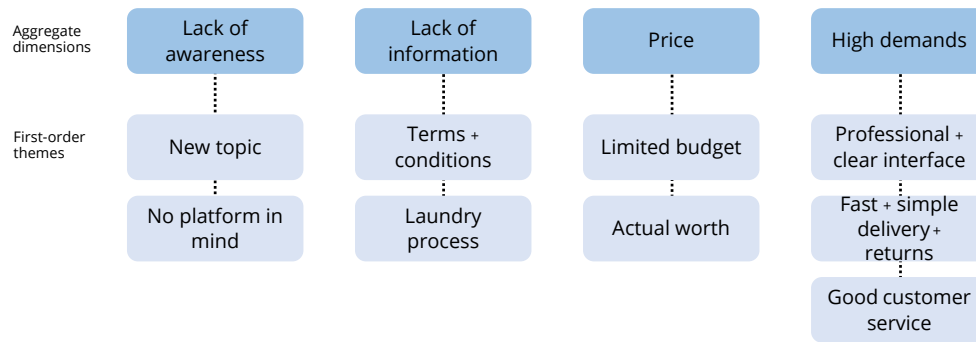 Aggregate
dimensions
Lack of
awareness
Lack of
information
Price
High demands
First-order
themes
New topic
Terms +
conditions
Limited budget
Professional +
clear interface
No platform in
mind
Laundry
process
Actual worth
Fast + simple
delivery +
returns
Good customer
service